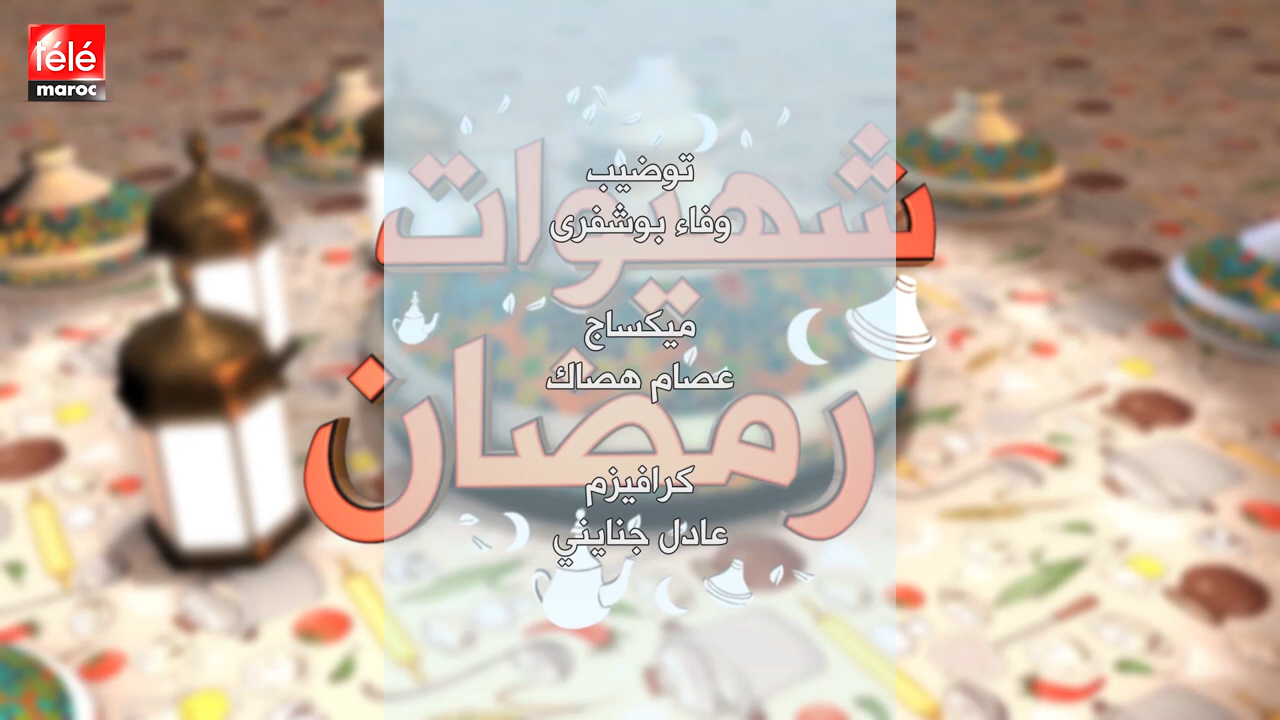 télé
maroc
شهيوات
رمضان
توضيب
وفاء بوشفرى
ميكساج
عصام هصاك
كرافيزم
عادل جنايني